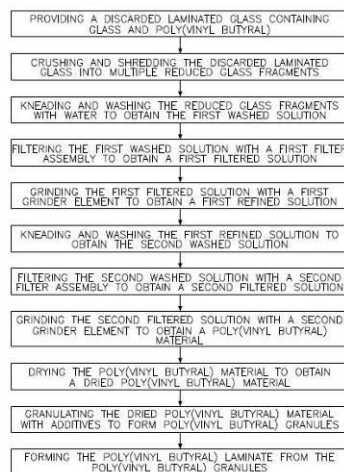 PROVIDING A DISCARDED LAMINATED GLASS CONTAINING
GLASS AND POLY(VINYL BUTYRAL)
CRUSHING AND SHREDDING THE DISCARDED LAMINATED
GLASS INTO MULTIPLE REDUCED GLASS FRAGMENTS
KNEADING AND WASHING THE REDUCED GLASS FRAGMENTS
WITH WATER TO OBTAIN THE FIRST WASHED SOLUTION
FILTERING THE FIRST WASHED SOLUTION WITH A FIRST FILTER
ASSEMBLY TO OBTAIN A FIRST FILTERED SOLUTION
GRINDING THE FIRST FILTERED SOLUTION WITH A FIRST
GRINDER ELEMENT TO OBTAIN A FIRST REFINED SOLUTION
KNEADING AND WASHING THE FIRST REFINED SOLUTION TO
OBTAIN THE SECOND WASHED SOLUTION
FILTERING THE SECOND WASHED SOLUTION WITH A SECOND
FILTER ASSEMBLY TO OBTAIN A SECOND FILTERED SOLUTION
GRINDING THE SECOND FILTERED SOLUTION WITH A SECOND
GRINDER ELEMENT TO OBTAIN A POLY(VINYL BUTYRAL)
MATERIAL
DRYING THE POLY(VINYL BUTYRAL) MATERIAL TO OBTAIN
A DRIED POLY(VINYL BUTYRAL) MATERIAL
GRANULATING THE DRIED POLY(VINYL BUTYRAL) MATERIAL
WITH ADDITIVES TO FORM POLY(VINYL BUTYRAL) GRANULES
FORMING THE POLY(VINYL BUTYRAL) LAMINATE FROM THE
POLY(VINYL BUTYRAL) GRANULES